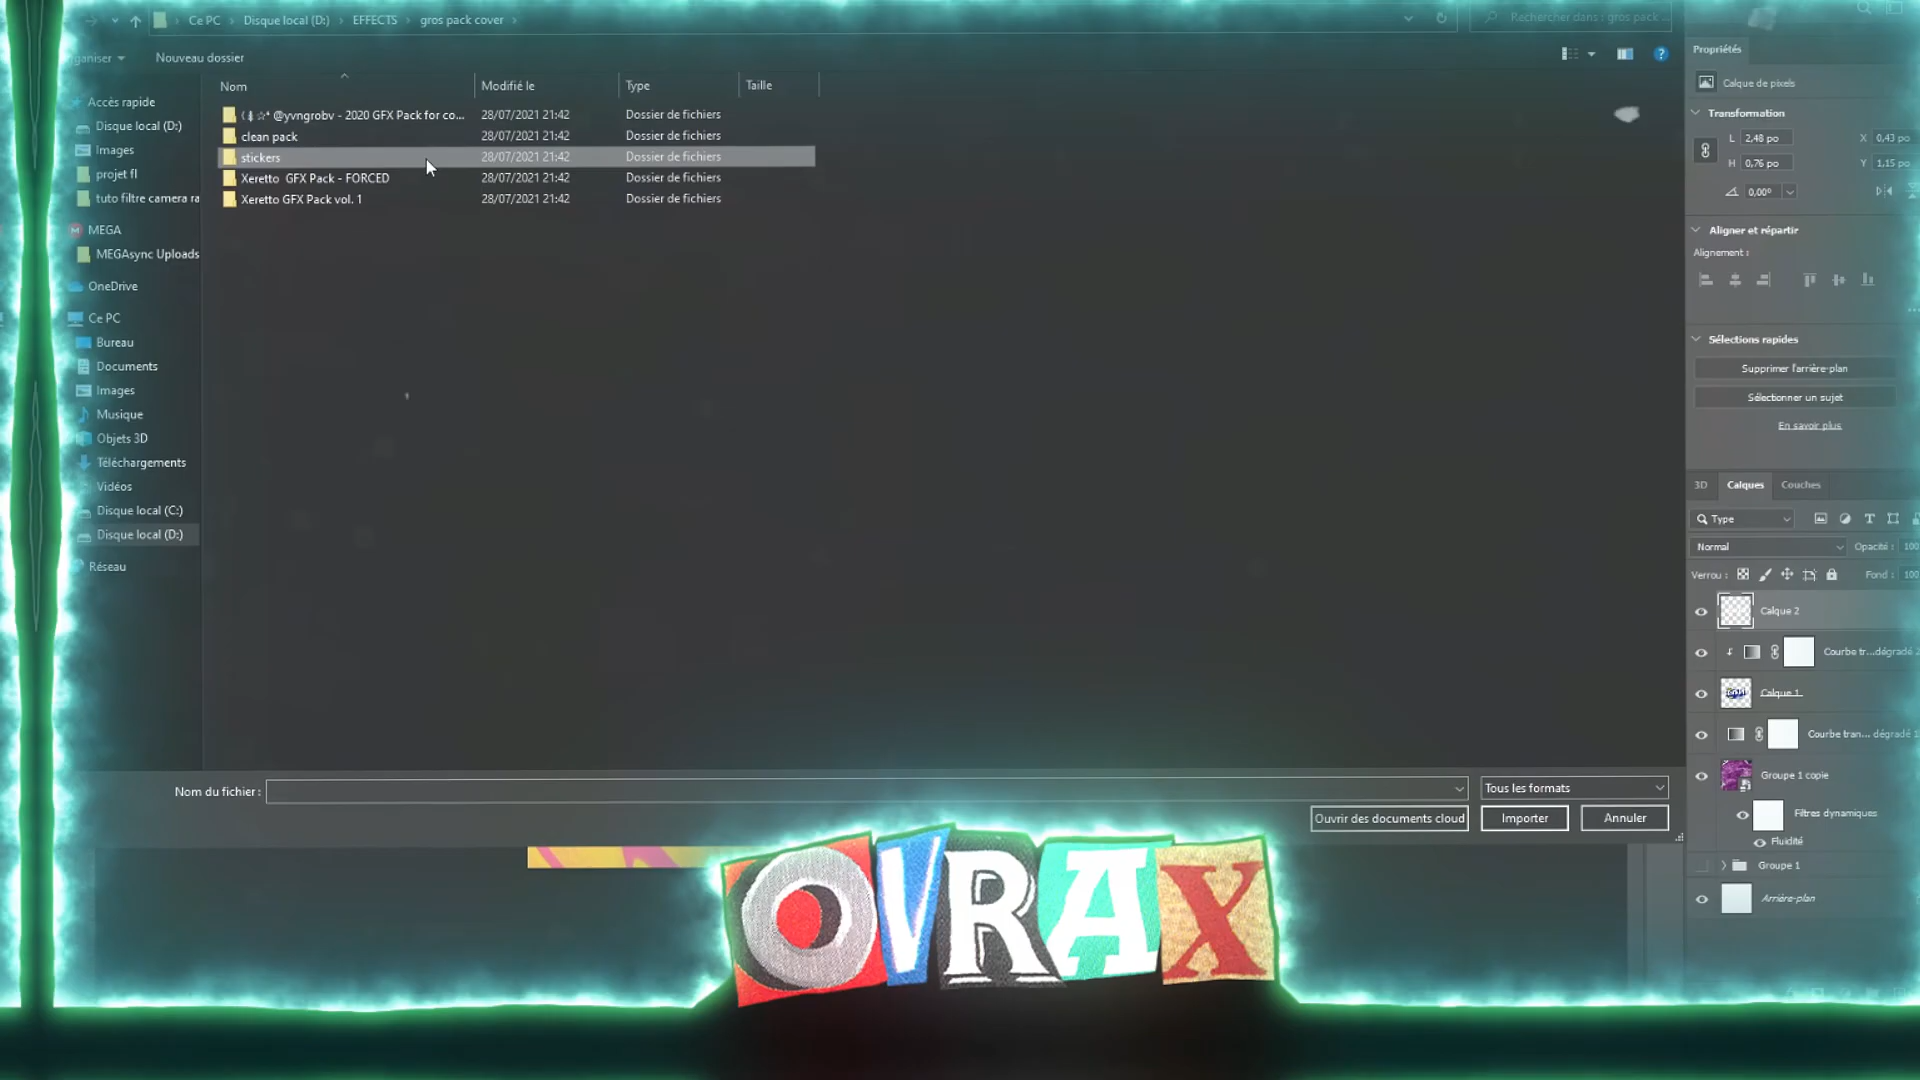 Ce PC > Disque local (D:) > EFFECTS > gros pack cover >
Rechercher dans : gros pack ...
Nouveau dossier
Nom
Modifié le
Type
Taille
@yvngrobv - 2020 GFX Pack for co... 28/07/2021 21:42 Dossier de fichiers
clean pack 28/07/2021 21:42 Dossier de fichiers
stickers 28/07/2021 21:42 Dossier de fichiers
Xeretto GFX Pack - FORCED 28/07/2021 21:42 Dossier de fichiers
Xeretto GFX Pack vol. 1 28/07/2021 21:42 Dossier de fichiers
Accès rapide
Disque local (D:)
Images
projet fl
tuto filtre camera ra
MEGA
MEGAsync Uploads
OneDrive
Ce PC
Bureau
Documents
Images
Musique
Objets 3D
Téléchargements
Vidéos
Disque local (C:)
Disque local (D:)
Réseau
Nom du fichier :
Tous les formats
Ouvrir des documents cloud
Importer
Annuler
Propriétés
Calque de pixels
Transformation
L 2,48 po X 0,43 po
H 0,76 po Y 1,15 po
0,00°
Aligner et répartir
Alignement :
Sélections rapides
Supprimer l'arrière-plan
Sélectionner un sujet
En savoir plus
3D Calques Couches
Type
Normal Opacité : 100
Verrou : Fond : 100
Calque 2
Courbe tr...dégradé 2
Calque 1
Courbe tran... dégradé 1
Groupe 1 copie
Filtres dynamiques
Fluidité
Groupe 1
Arrière-plan
OVRAX